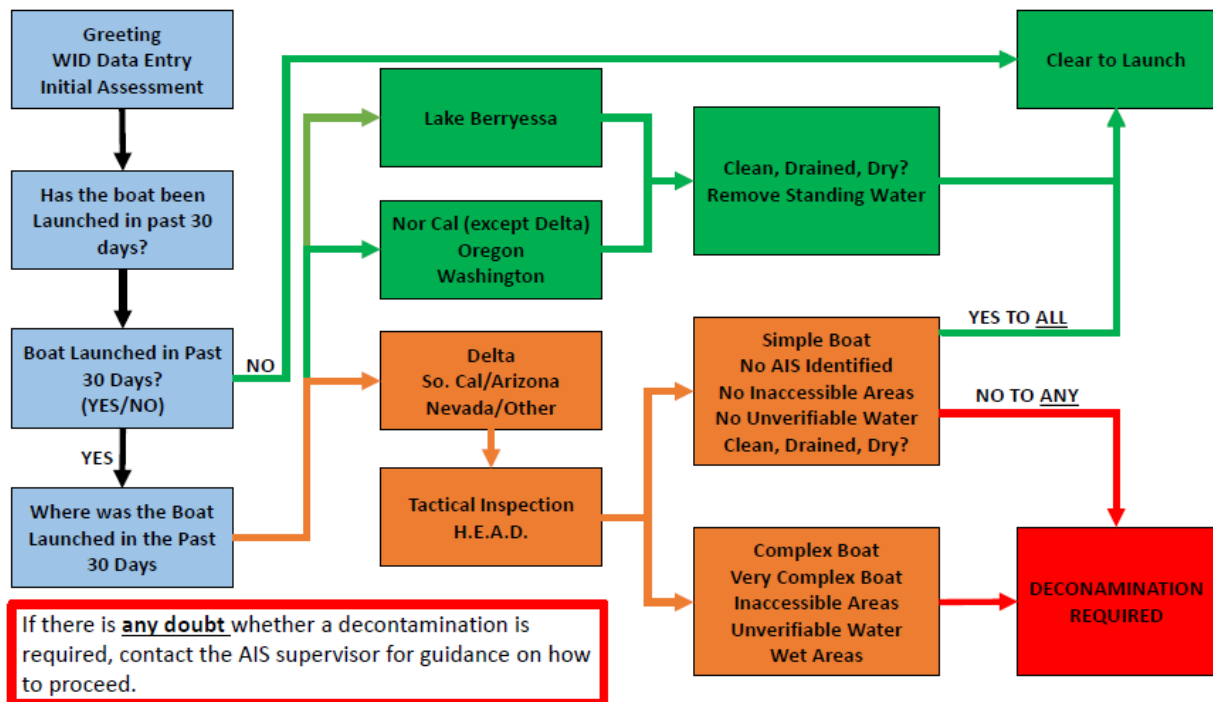 Greeting
WID Data Entry
Initial Assessment
Has the boat been
Launched in past 30
days?
Boat Launched in Past
30 Days?
(YES/NO)
NO
YES
Where was the Boat
Launched in the Past
30 Days
Lake Berryessa
Nor Cal (except Delta)
Oregon
Washington
Clean, Drained, Dry?
Remove Standing Water
Clear to Launch
Delta
So. Cal/Arizona
Nevada/Other
Tactical Inspection
H.E.A.D.
Simple Boat
No AIS Identified
No Inaccessible Areas
No Unverifiable Water
Clean, Drained, Dry?
YES TO ALL
NO TO ANY
Complex Boat
Very Complex Boat
Inaccessible Areas
Unverifiable Water
Wet Areas
DECONAMINATION
REQUIRED
If there is any doubt whether a decontamination is
required, contact the AIS supervisor for guidance on how
to proceed.